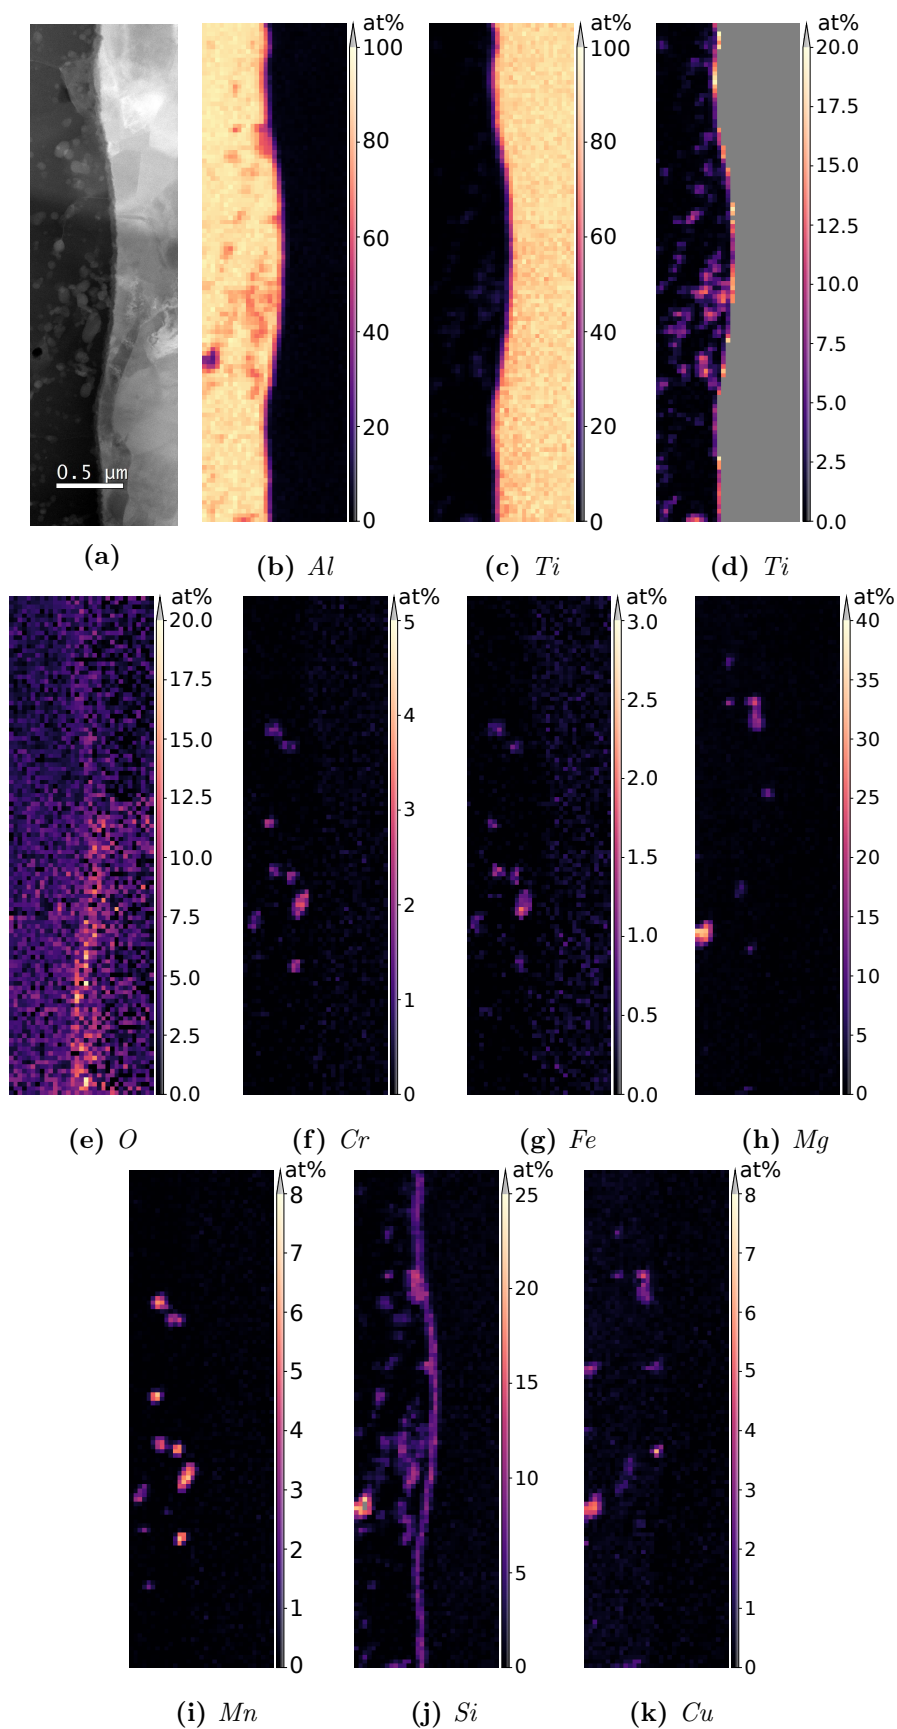 at% at% at%
100 100 20.0
17.5
80 80 15.0
12.5
60 60
10.0
40 40 7.5
5.0
20 20
2.5
0.5 μm
0 0 0.0
(a)
(b) Al (c) Ti (d) Ti
at% at% at% at%
20.0 5 3.0 40
17.5 35
2.5
15.0 4 30
12.5 2.0 25
3
10.0 1.5 20
7.5 2 15
1.0
5.0 10
1 0.5
2.5 5
0.0 0 0.0 0
(e) O (f) Cr (g) Fe (h) Mg
at% at% at%
8 25 8
7 7
20
6 6
5 15 5
4 4
10
3 3
2 5 2
1 1
0 0 0
(i) Mn (j) Si (k) Cu